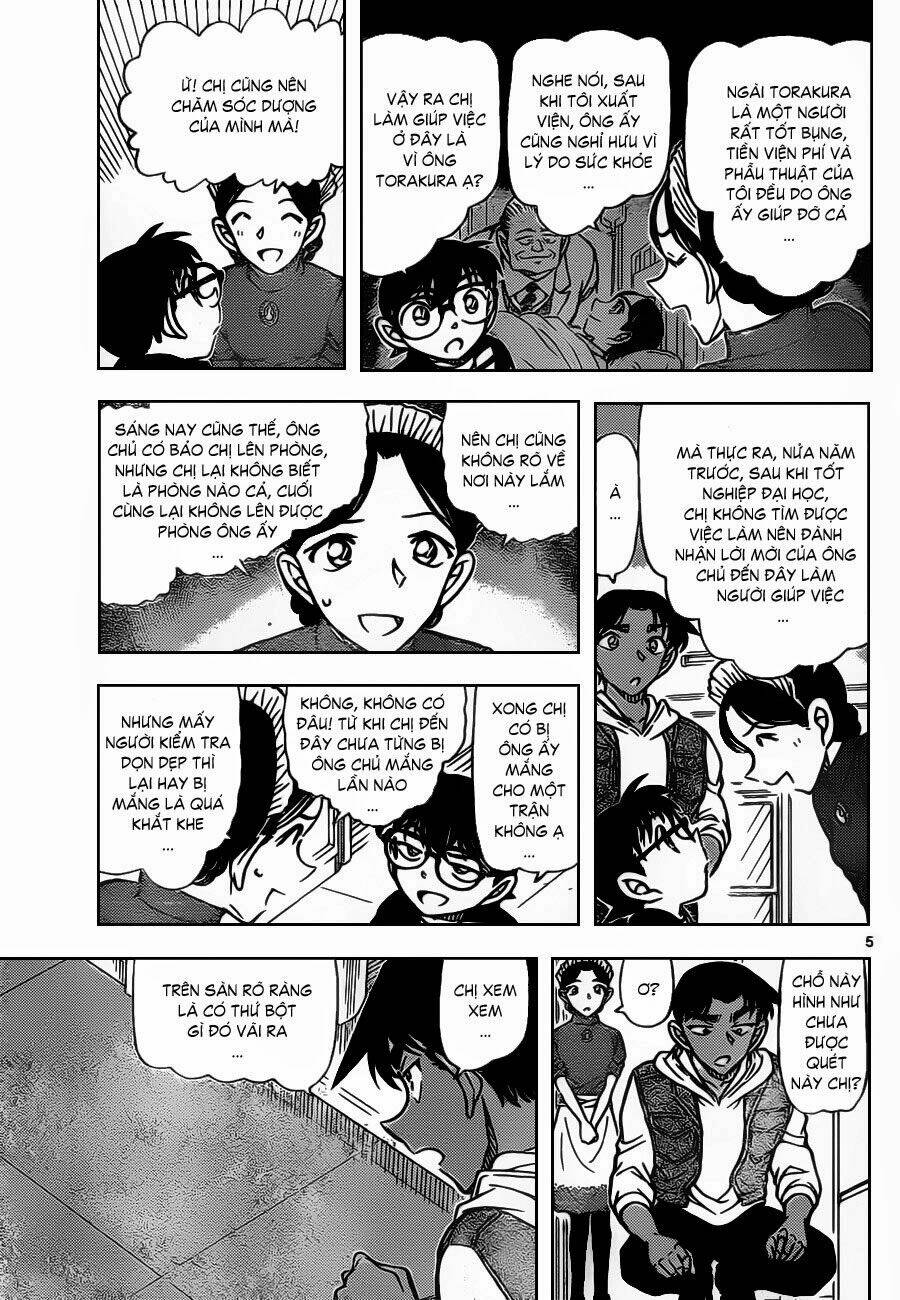 NGÀI TORAKURA
LÀ MỘT NGƯỜI
RẤT TỐT BỤNG,
TIỀN VIỆN PHÍ VÀ
PHẪU THUẬT CỦA
TÔI ĐỀU DO ÔNG
ẤY GIÚP ĐỠ CẢ
...
NGHE NÓI, SAU
KHI TÔI XUẤT
VIỆN, ÔNG ẤY
CŨNG NGHỈ HƯU VÌ
LÝ DO SỨC KHỎE
...
VẬY RA CHỊ
LÀM GIÚP VIỆC
Ở ĐÂY LÀ
VÌ ÔNG
TORAKURA Ạ?
Ừ! CHỊ CŨNG NÊN
CHĂM SÓC DƯỢNG
CỦA MÌNH MÀ!
MÀ THỰC RA, NỬA NĂM
TRƯỚC, SAU KHI TỐT
NGHIỆP ĐẠI HỌC,
CHỊ KHÔNG TÌM ĐƯỢC
VIỆC LÀM NÊN ĐÀNH
NHẬN LỜI MỜI CỦA ÔNG
CHỦ ĐẾN ĐÂY LÀM
NGƯỜI GIÚP VIỆC
...
À
...
NÊN CHỊ CŨNG
KHÔNG RÕ VỀ
NƠI NÀY LẮM
...
SÁNG NAY CŨNG THẾ, ÔNG
CHỦ CÓ BẢO CHỊ LÊN PHÒNG,
NHƯNG CHỊ LẠI KHÔNG BIẾT
LÀ PHÒNG NÀO CẢ, CUỐI
CÙNG LẠI KHÔNG LÊN ĐƯỢC
PHÒNG ÔNG ẤY
...
XONG CHỊ
CÓ BỊ
ÔNG ẤY
MẮNG
CHO MỘT
TRẬN
KHÔNG Ạ
...
KHÔNG, KHÔNG CÓ
ĐÂU! TỪ KHI CHỊ ĐẾN
ĐÂY CHƯA TỪNG BỊ
ÔNG CHỦ MẮNG
LẦN NÀO
...
NHƯNG MẤY
NGƯỜI KIỂM TRA
DỌN DẸP THÌ
LẠI HAY BỊ
MẮNG LÀ QUÁ
KHẮT KHE
...
5
CHỖ NÀY
HÌNH NHƯ
CHƯA
ĐƯỢC
QUÉT
NÀY CHỊ?
Ơ?
CHỊ XEM
XEM
...
TRÊN SÀN RÕ RÀNG
LÀ CÓ THỨ BỘT
GÌ ĐÓ VẢI RA
...